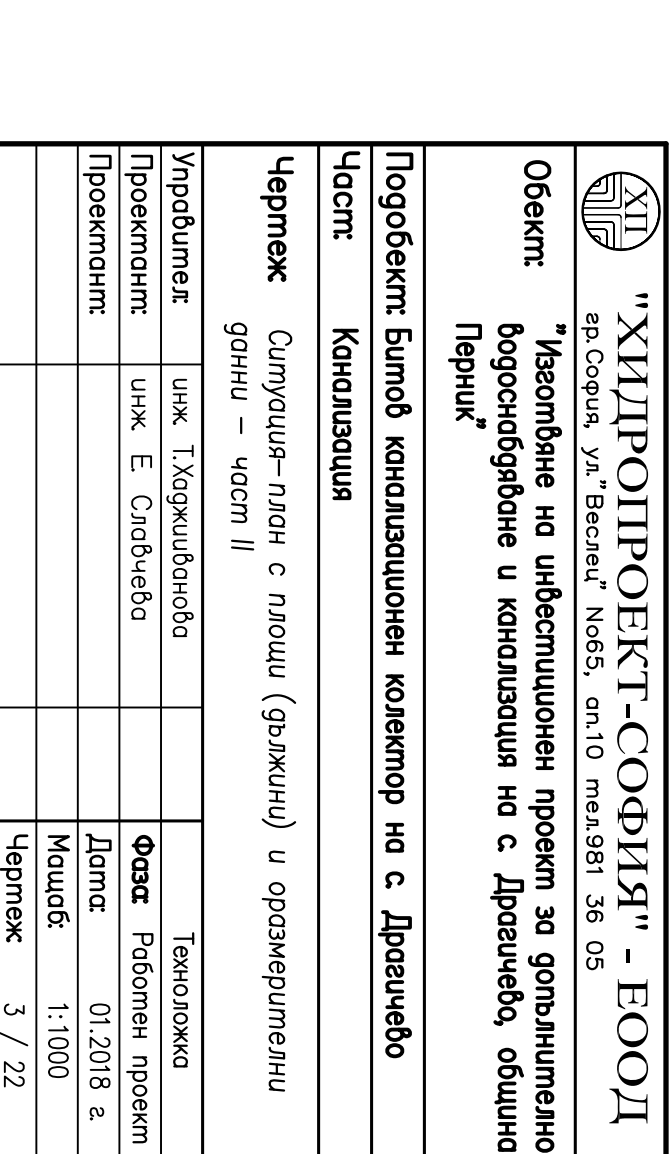 ХП
"ХИДРОПРОЕКТ-СОФИЯ" - ЕООД
гр.София, ул."Веслец" No65, ап.10 тел.981 36 05
Обект: "Изготвяне на инвестиционен проект за допълнително
водоснабдяване и канализация на с. Драгичево, община
Перник"
Подобект: Битов канализационен колектор на с. Драгичево
Част: Канализация
Чертеж: Ситуация-план с площи (дължини) и оразмерителни
данни - част II
Управител: инж. Т.Хаджииванова Техноложка
Проектант: инж. Е. Славчева Фаза: Работен проект
Проектант: Дата: 01.2018 г.
Мащаб: 1:1000
Чертеж: 3 / 22